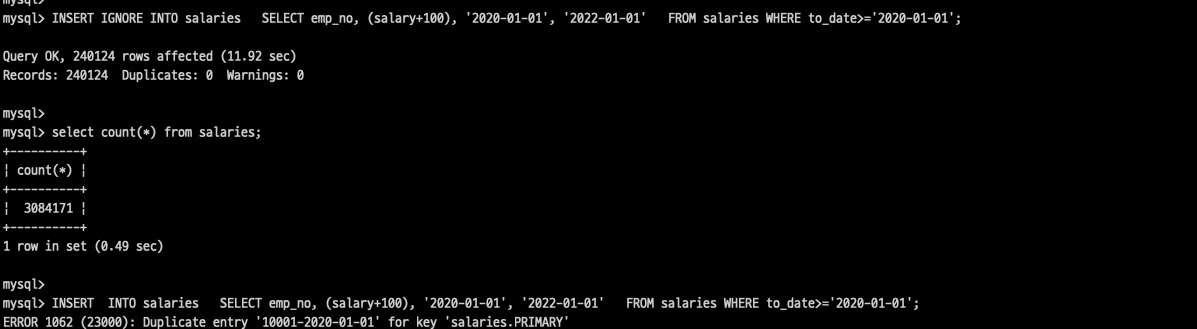 mysql>
mysql> INSERT IGNORE INTO salaries   SELECT emp_no, (salary+100), '2020-01-01', '2022-01-01'   FROM salaries WHERE to_date>='2020-01-01';
Query OK, 240124 rows affected (11.92 sec)
Records: 240124  Duplicates: 0  Warnings: 0
mysql>
mysql> select count(*) from salaries;
+----------+
¦ count(*) ¦
+----------+
¦  3084171 ¦
+----------+
1 row in set (0.49 sec)
mysql>
mysql> INSERT  INTO salaries   SELECT emp_no, (salary+100), '2020-01-01', '2022-01-01'   FROM salaries WHERE to_date>='2020-01-01';
ERROR 1062 (23000): Duplicate entry '10001-2020-01-01' for key 'salaries.PRIMARY'